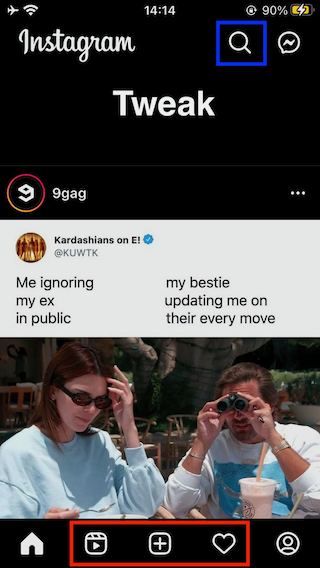 14:14
90%
Instagram
Tweak
9gag
Kardashians on E!
@KUWTK
Me ignoring my bestie
my ex updating me on
in public their every move